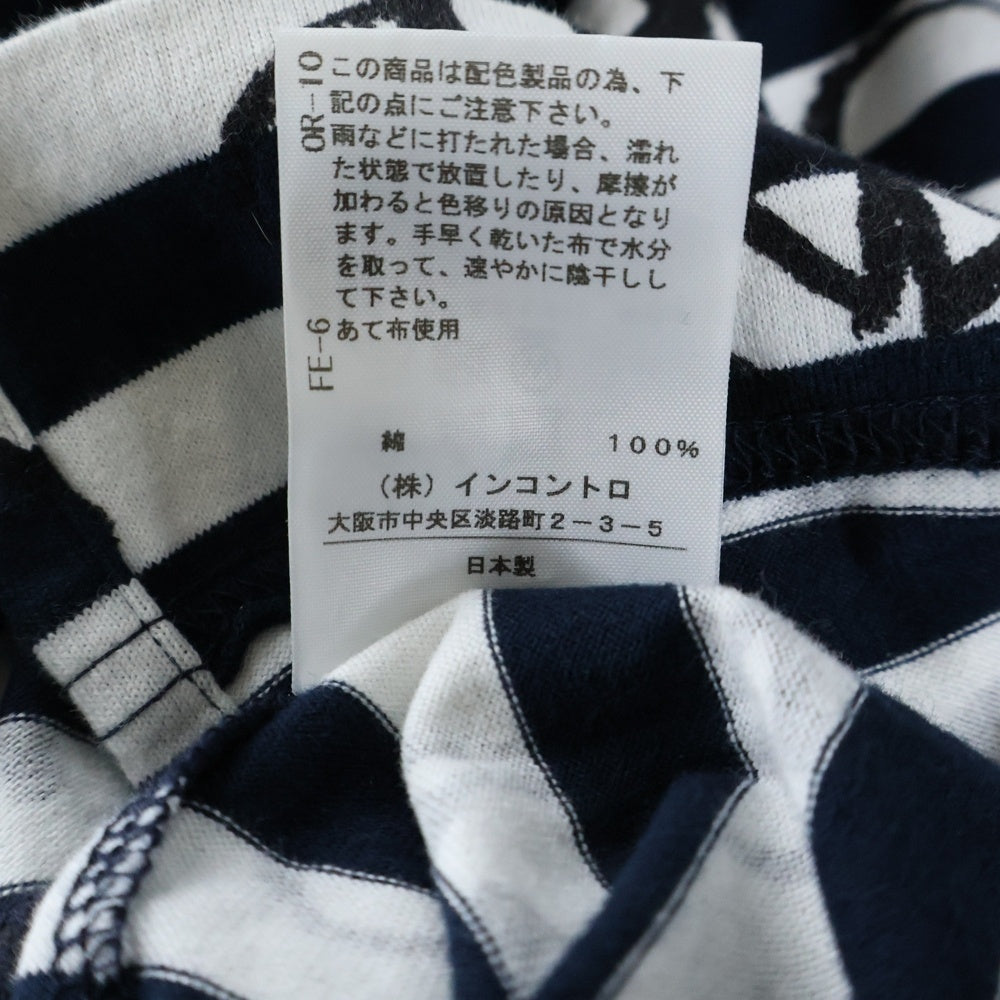 OR-10
この商品は配色製品の為、下
記の点にご注意下さい。
雨などに打たれた場合、濡れ
た状態で放置したり、摩擦が
加わると色移りの原因となり
ます。手早く乾いた布で水分
を取って、速やかに陰干しし
て下さい。
FE-6
あて布使用
綿 100%
（株）インコントロ
大阪市中央区淡路町2-3-5
日本製